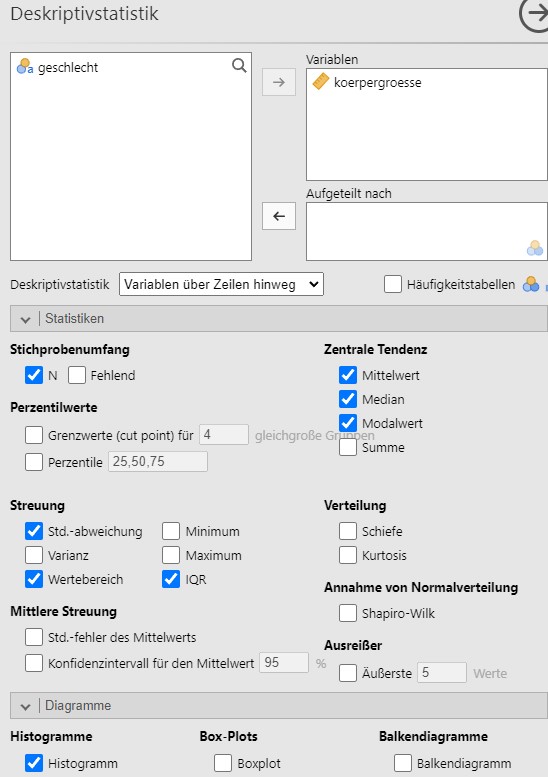 Deskriptivstatistik
geschlecht
Variablen
koerpergroesse
Aufgeteilt nach
Deskriptivstatistik Variablen über Zeilen hinweg Häufigkeitstabellen
Statistiken
Stichprobenumfang
N Fehlend
Perzentilwerte
Grenzwerte (cut point) für 4 gleichgroße Gruppen
Perzentile 25,50,75
Zentrale Tendenz
Mittelwert
Median
Modalwert
Summe
Streuung
Std.-abweichung Minimum
Varianz Maximum
Wertebereich IQR
Verteilung
Schiefe
Kurtosis
Mittlere Streuung
Std.-fehler des Mittelwerts
Konfidenzintervall für den Mittelwert 95 %
Annahme von Normalverteilung
Shapiro-Wilk
Ausreißer
Äußerste 5 Werte
Diagramme
Histogramme
Histogramm
Box-Plots
Boxplot
Balkendiagramme
Balkendiagramm